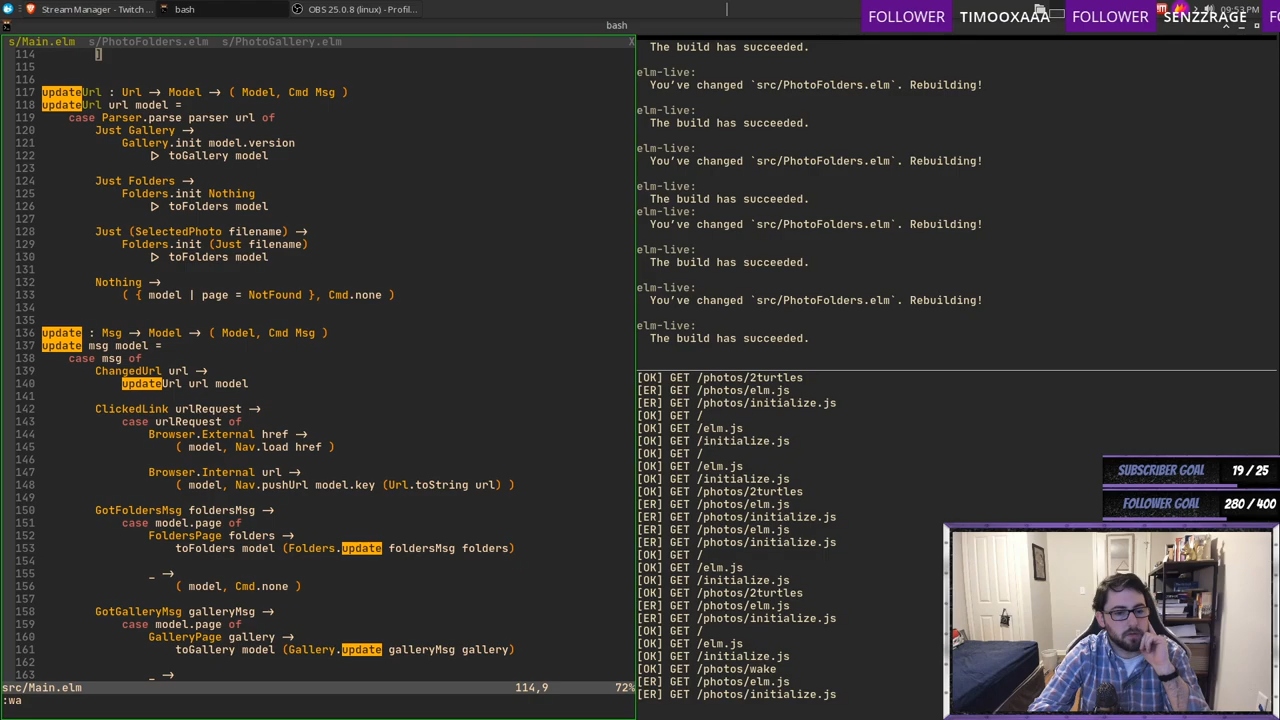 Stream Manager - Twitch
bash
OBS 25.0.8 (linux) - Profil...
09:53 PM
bash
FOLLOWER TIMOOXAAA FOLLOWER SENZZRAGE FO
s/Main.elm s/PhotoFolders.elm s/PhotoGallery.elm X
114 ]
115
116
117 updateUrl : Url → Model → ( Model, Cmd Msg )
118 updateUrl url model =
119 case Parser.parse parser url of
120 Just Gallery →
121 Gallery.init model.version
122 ▷ toGallery model
123
124 Just Folders →
125 Folders.init Nothing
126 ▷ toFolders model
127
128 Just (SelectedPhoto filename) →
129 Folders.init (Just filename)
130 ▷ toFolders model
131
132 Nothing →
133 ( { model | page = NotFound }, Cmd.none )
134
135
136 update : Msg → Model → ( Model, Cmd Msg )
137 update msg model =
138 case msg of
139 ChangedUrl url →
140 updateUrl url model
141
142 ClickedLink urlRequest →
143 case urlRequest of
144 Browser.External href →
145 ( model, Nav.load href )
146
147 Browser.Internal url →
148 ( model, Nav.pushUrl model.key (Url.toString url) )
149
150 GotFoldersMsg foldersMsg →
151 case model.page of
152 FoldersPage folders →
153 toFolders model (Folders.update foldersMsg folders)
154
155 _ →
156 ( model, Cmd.none )
157
158 GotGalleryMsg galleryMsg →
159 case model.page of
160 GalleryPage gallery →
161 toGallery model (Gallery.update galleryMsg gallery)
162
163 _ →
src/Main.elm 114,9 72%
:wa
The build has succeeded.
elm-live:
You've changed `src/PhotoFolders.elm`. Rebuilding!
elm-live:
The build has succeeded.
elm-live:
You've changed `src/PhotoFolders.elm`. Rebuilding!
elm-live:
The build has succeeded.
elm-live:
You've changed `src/PhotoFolders.elm`. Rebuilding!
elm-live:
The build has succeeded.
elm-live:
You've changed `src/PhotoFolders.elm`. Rebuilding!
elm-live:
The build has succeeded.
[OK] GET /photos/2turtles
[ER] GET /photos/elm.js
[ER] GET /photos/initialize.js
[OK] GET /
[OK] GET /elm.js
[OK] GET /initialize.js
[OK] GET /
[OK] GET /elm.js
[OK] GET /initialize.js
[OK] GET /photos/2turtles
[ER] GET /photos/elm.js
[ER] GET /photos/initialize.js
[ER] GET /photos/elm.js
[ER] GET /photos/initialize.js
[OK] GET /
[OK] GET /elm.js
[OK] GET /initialize.js
[OK] GET /photos/2turtles
[ER] GET /photos/elm.js
[ER] GET /photos/initialize.js
[OK] GET /
[OK] GET /elm.js
[OK] GET /initialize.js
[OK] GET /photos/wake
[ER] GET /photos/elm.js
[ER] GET /photos/initialize.js
SUBSCRIBER GOAL 19 / 25
FOLLOWER GOAL 280 / 400